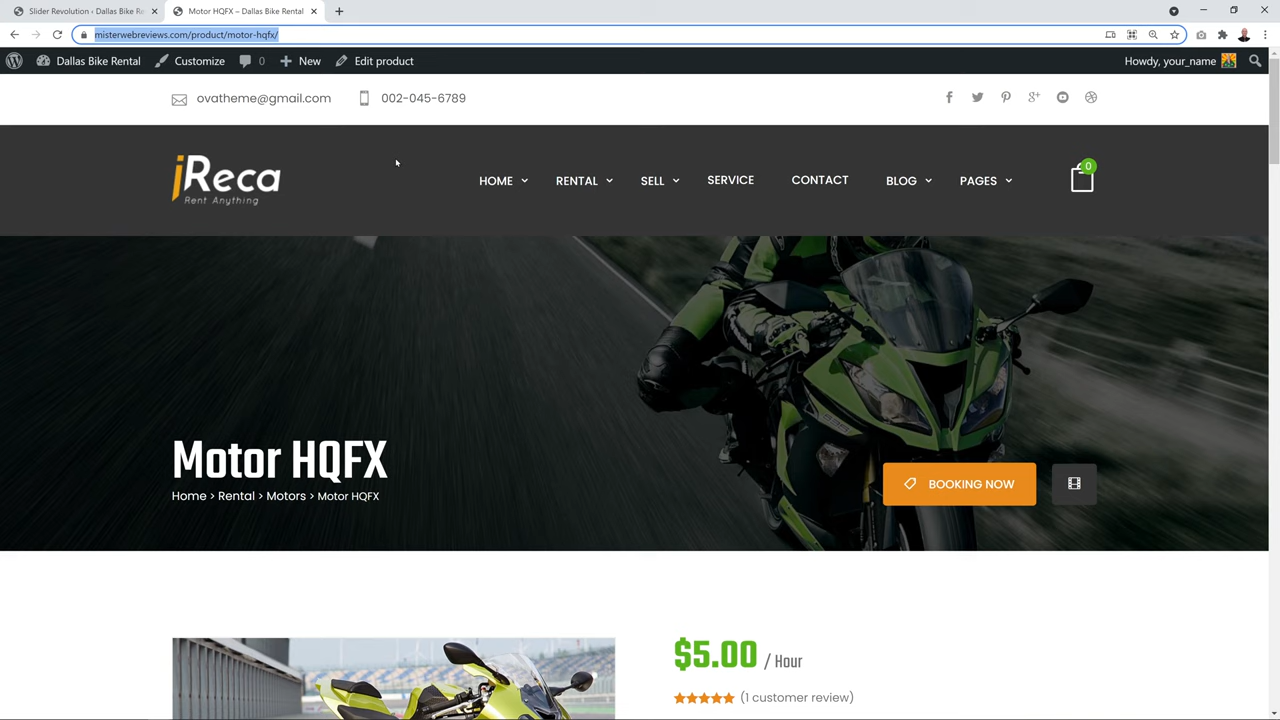 Slider Revolution ‹ Dallas Bike Re
Motor HQFX – Dallas Bike Rental
misterwebreviews.com/product/motor-hqfx/
Dallas Bike Rental
Customize
0
New
Edit product
Howdy, your_name
ovatheme@gmail.com
002-045-6789
iReca
Rent Anything
HOME
RENTAL
SELL
SERVICE
CONTACT
BLOG
PAGES
0
Motor HQFX
Home > Rental > Motors > Motor HQFX
BOOKING NOW
$5.00 / Hour
(1 customer review)